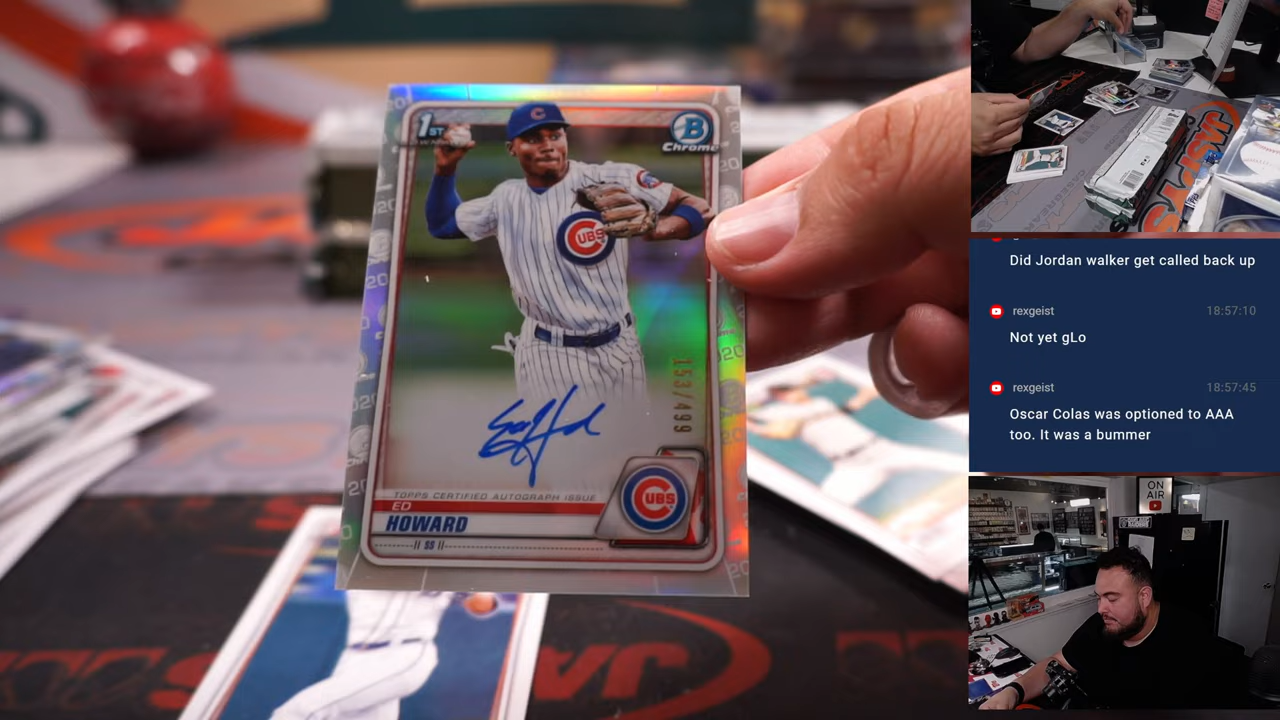 1ST
B
Chrome
CUBS
153/499
TOPPS CERTIFIED AUTOGRAPH ISSUE
ED
HOWARD
CUBS
SS
Did Jordan walker get called back up
rexgeist 18:57:10
Not yet gLo
rexgeist 18:57:45
Oscar Colas was optioned to AAA
too. It was a bummer
ON
AIR